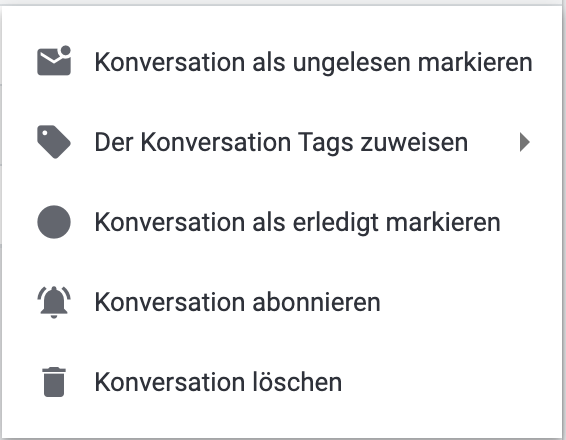 Konversation als ungelesen markieren
Der Konversation Tags zuweisen
Konversation als erledigt markieren
Konversation abonnieren
Konversation löschen